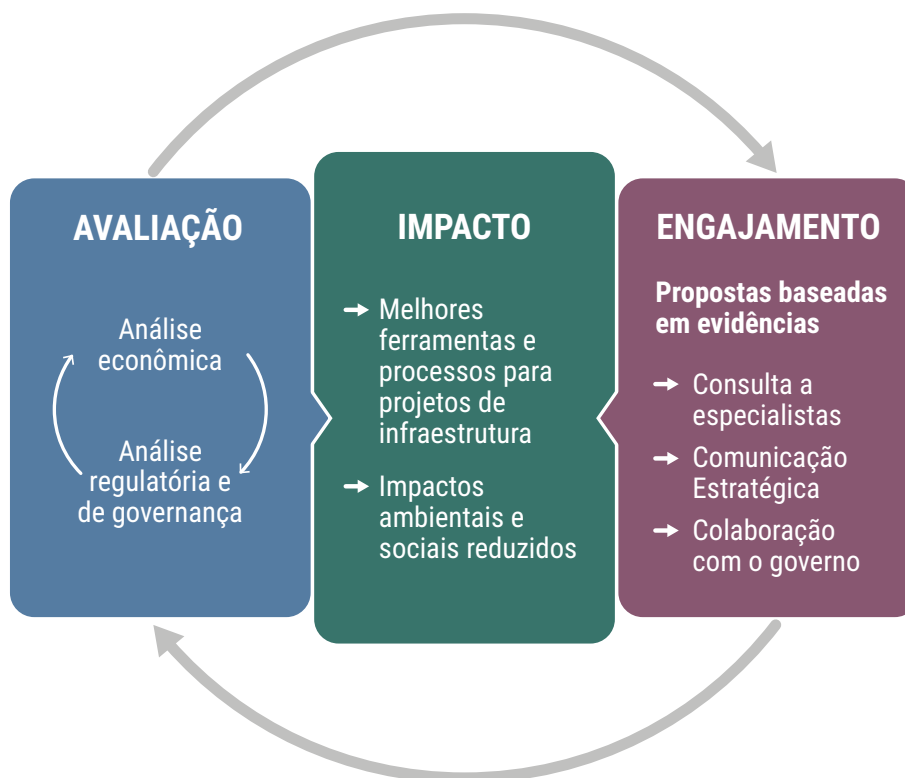 AVALIAÇÃO
Análise
econômica
Análise
regulatória e
de governança
IMPACTO
Melhores
ferramentas e
processos para
projetos de
infraestrutura
Impactos
ambientais e
sociais reduzidos
ENGAJAMENTO
Propostas baseadas
em evidências
Consulta a
especialistas
Comunicação
Estratégica
Colaboração
com o governo